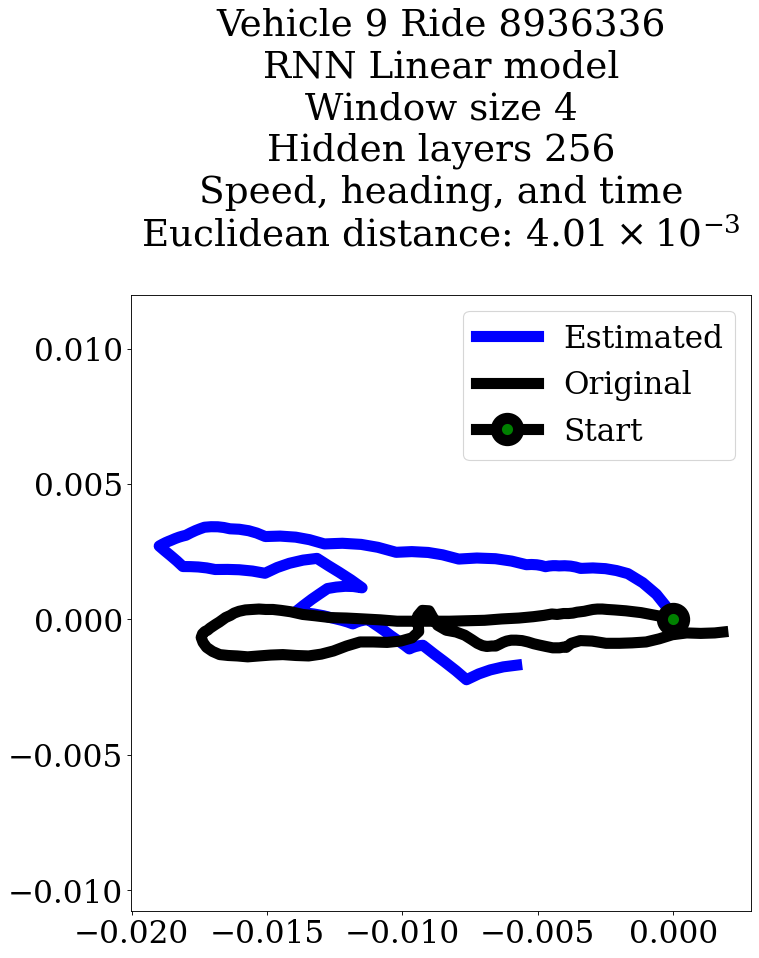 Vehicle 9 Ride 8936336
RNN Linear model
Window size 4
Hidden layers 256
Speed, heading, and time
Euclidean distance: 4.01 × 10⁻³
Estimated
Original
Start
0.010
0.005
0.000
−0.005
−0.010
−0.020 −0.015 −0.010 −0.005 0.000